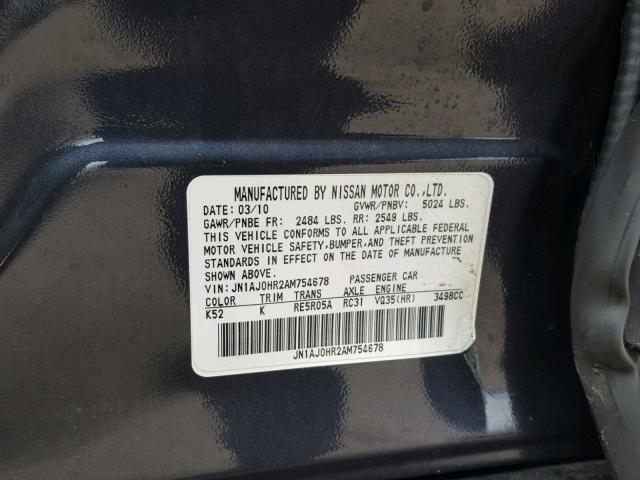 MANUFACTURED BY NISSAN MOTOR CO.,LTD.
DATE: 03/10 GVWR/PNBV: 5024 LBS.
GAWR/PNBE FR: 2484 LBS. RR: 2549 LBS.
THIS VEHICLE CONFORMS TO ALL APPLICABLE FEDERAL
MOTOR VEHICLE SAFETY, BUMPER, AND THEFT PREVENTION
STANDARDS IN EFFECT ON THE DATE OF MANUFACTURE
SHOWN ABOVE.
VIN: JN1AJ0HR2AM754678 PASSENGER CAR
COLOR TRIM TRANS AXLE ENGINE
K52 K RE5R05A RC31 VQ35(HR) 3498CC
JN1AJ0HR2AM754678